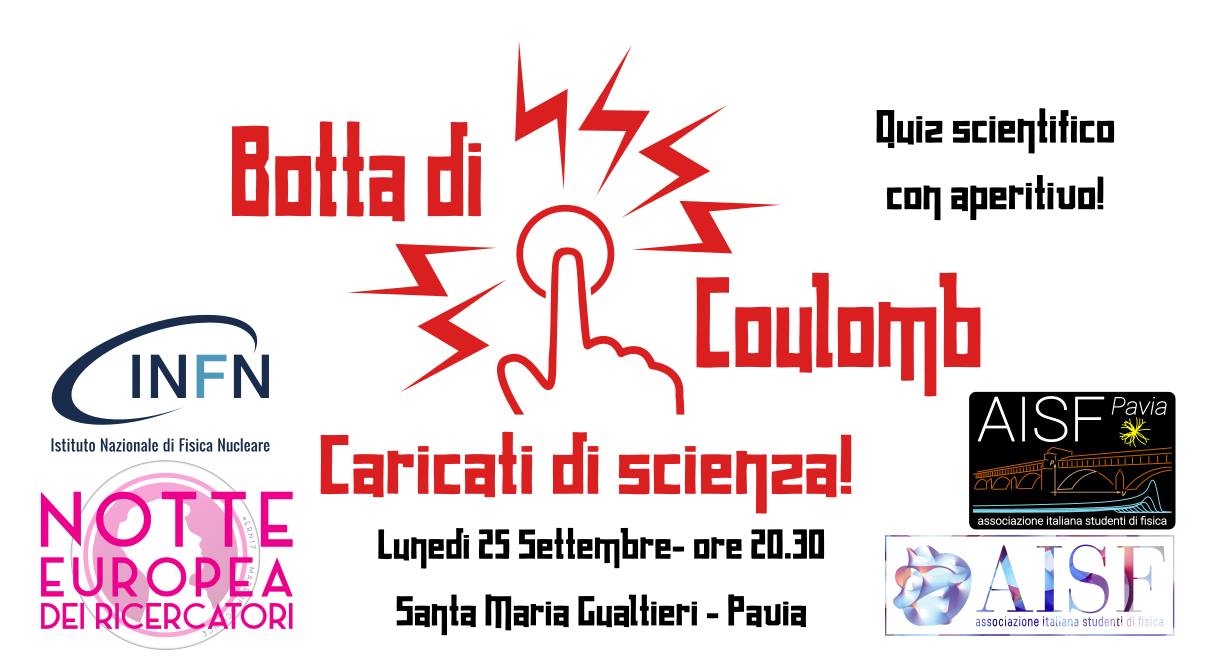 Botta di
Coulomb
Quiz scientifico
con aperitivo!
INFN
Istituto Nazionale di Fisica Nucleare
NOTTE
EUROPEA
DEI RICERCATORI
Caricati di scienza!
Lunedì 25 Settembre- ore 20.30
Santa Maria Gualtieri - Pavia
AISF Pavia
associazione italiana studenti di fisica
AISF
associazione italiana studenti di fisica